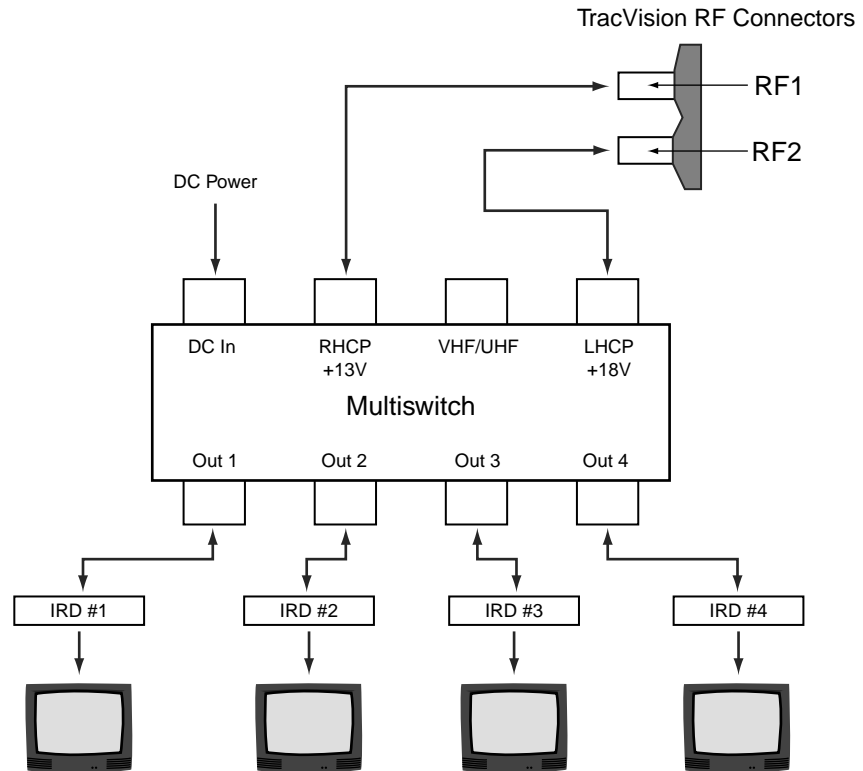 TracVision RF Connectors
RF1
RF2
DC Power
DC In
RHCP
+13V
VHF/UHF
LHCP
+18V
Multiswitch
Out 1
Out 2
Out 3
Out 4
IRD #1
IRD #2
IRD #3
IRD #4